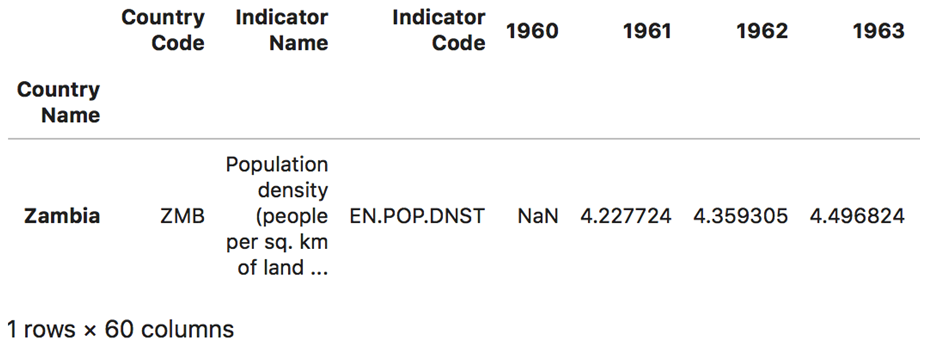 Country Code Indicator Name Indicator Code 1960 1961 1962 1963
Country Name
Zambia ZMB Population density (people per sq. km of land ... EN.POP.DNST NaN 4.227724 4.359305 4.496824
1 rows × 60 columns